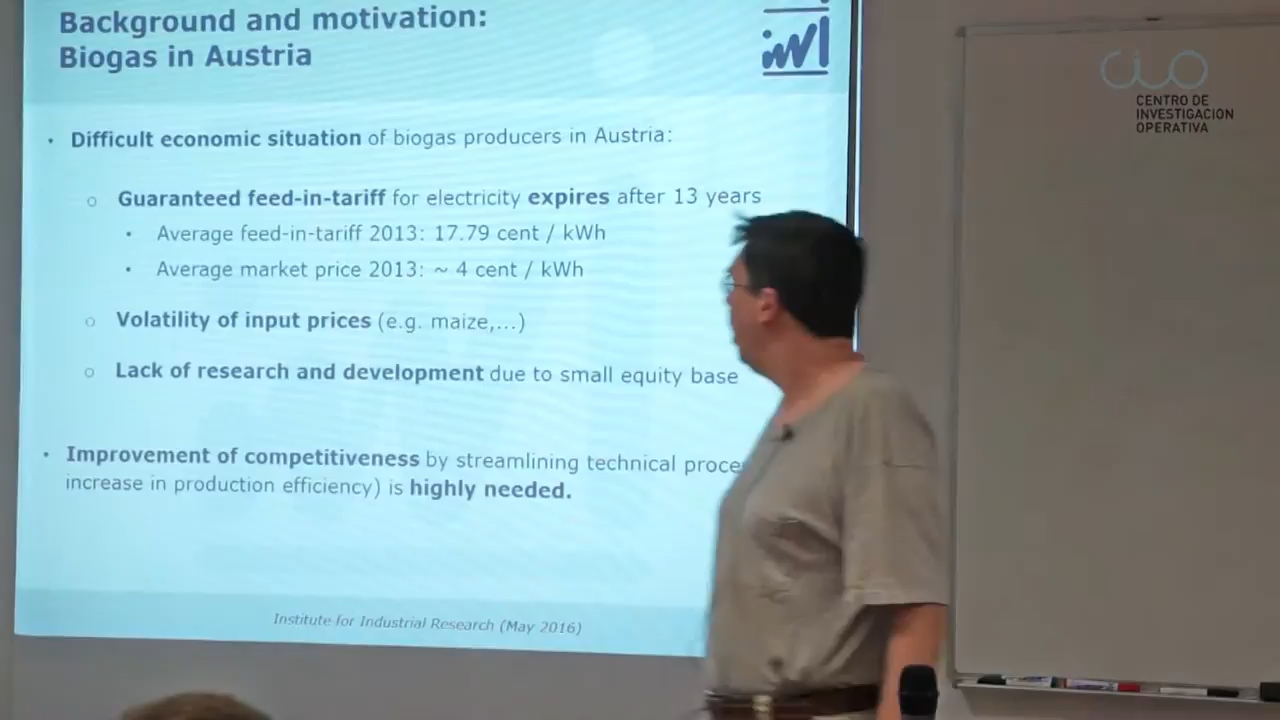 Background and motivation:
Biogas in Austria
iwi
CIO
CENTRO DE
INVESTIGACION
OPERATIVA
• Difficult economic situation of biogas producers in Austria:
o Guaranteed feed-in-tariff for electricity expires after 13 years
• Average feed-in-tariff 2013: 17.79 cent / kWh
• Average market price 2013: ~ 4 cent / kWh
o Volatility of input prices (e.g. maize,...)
o Lack of research and development due to small equity base
• Improvement of competitiveness by streamlining technical
increase in production efficiency) is highly needed.
Institute for Industrial Research (May 2016)